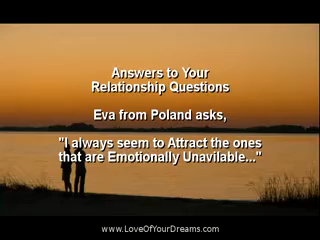 Answers to Your
Relationship Questions
Eva from Poland asks,
"I always seem to Attract the ones
that are Emotionally Unavilable..."
www.LoveOfYourDreams.com